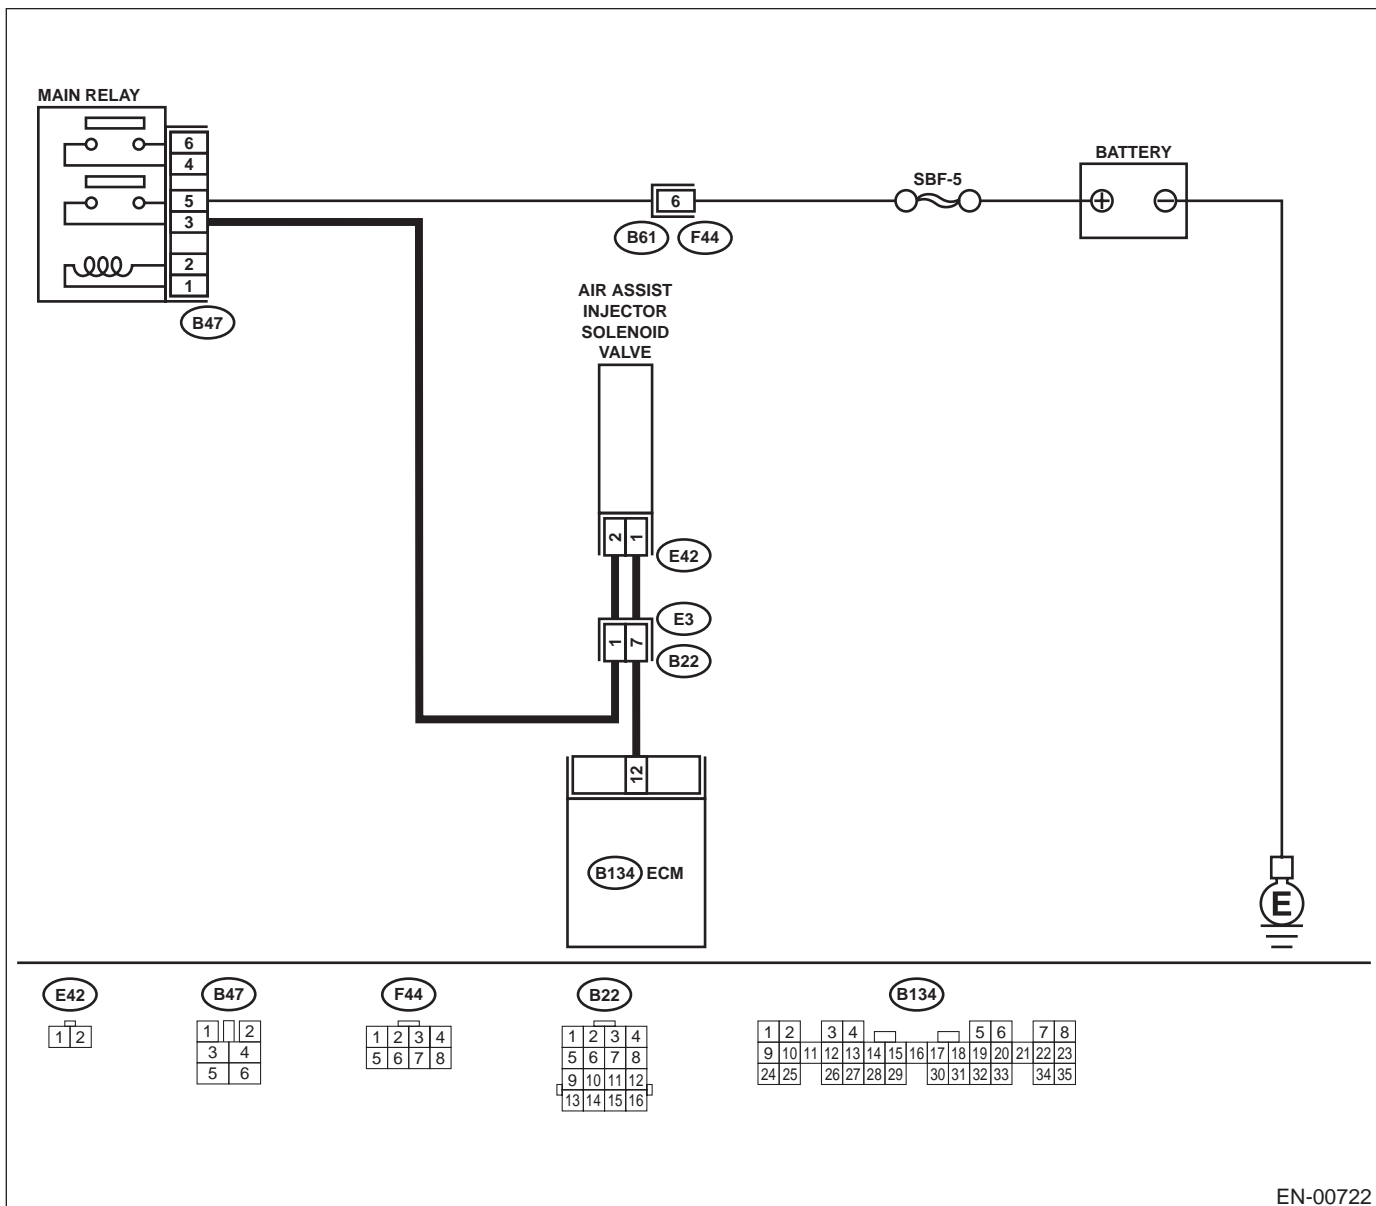 MAIN RELAY
6
4
5
3
2
1
B47
6
B61
F44
SBF-5
BATTERY
+
−
AIR ASSIST
INJECTOR
SOLENOID
VALVE
2 1
E42
E3
1 7
B22
12
B134 ECM
E
E42
1 2
B47
1 2
3 4
5 6
F44
1 2 3 4
5 6 7 8
B22
1 2 3 4
5 6 7 8
9 10 11 12
13 14 15 16
B134
1 2 3 4 5 6 7 8
9 10 11 12 13 14 15 16 17 18 19 20 21 22 23
24 25 26 27 28 29 30 31 32 33 34 35
EN-00722